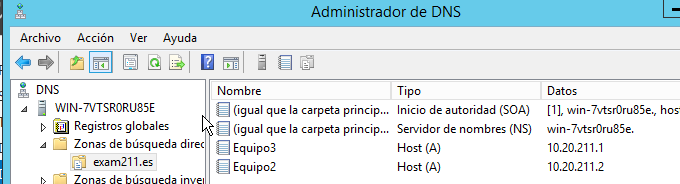 Administrador de DNS
Archivo Acción Ver Ayuda
DNS
WIN-7VTSR0RU85E
Registros globales
Zonas de búsqueda direc
exam211.es
Zonas de búsqueda inver
Nombre Tipo Datos
(igual que la carpeta princip... Inicio de autoridad (SOA) [1], win-7vtsr0ru85e., host
(igual que la carpeta princip... Servidor de nombres (NS) win-7vtsr0ru85e.
Equipo3 Host (A) 10.20.211.1
Equipo2 Host (A) 10.20.211.2